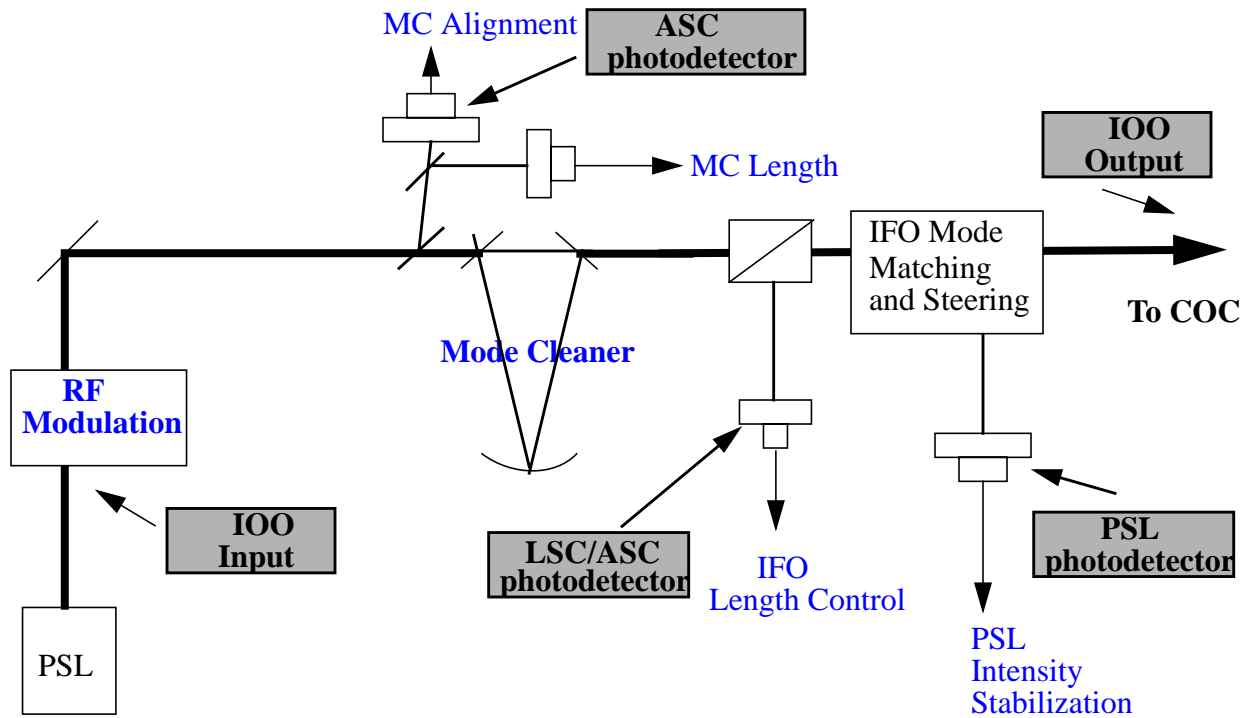 MC Alignment
ASC
photodetector
IOO
Output
MC Length
IFO Mode
Matching
and Steering
To COC
Mode Cleaner
RF
Modulation
IOO
Input
LSC/ASC
photodetector
IFO
Length Control
PSL
photodetector
PSL
PSL
Intensity
Stabilization